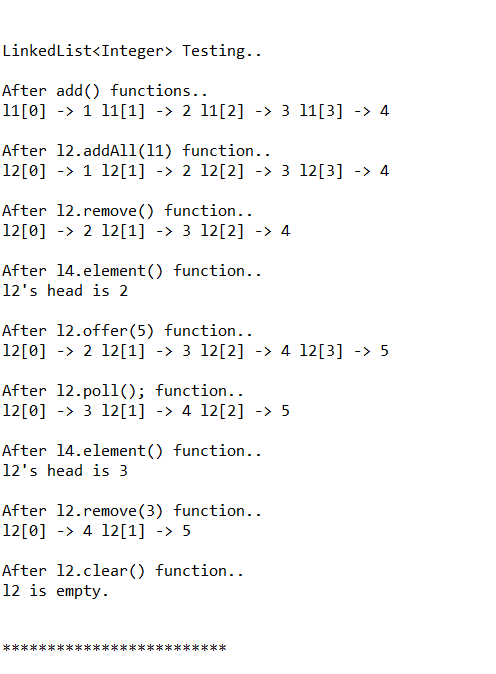 LinkedList<Integer> Testing..
After add() functions..
l1[0] -> 1 l1[1] -> 2 l1[2] -> 3 l1[3] -> 4
After l2.addAll(l1) function..
l2[0] -> 1 l2[1] -> 2 l2[2] -> 3 l2[3] -> 4
After l2.remove() function..
l2[0] -> 2 l2[1] -> 3 l2[2] -> 4
After l4.element() function..
l2's head is 2
After l2.offer(5) function..
l2[0] -> 2 l2[1] -> 3 l2[2] -> 4 l2[3] -> 5
After l2.poll(); function..
l2[0] -> 3 l2[1] -> 4 l2[2] -> 5
After l4.element() function..
l2's head is 3
After l2.remove(3) function..
l2[0] -> 4 l2[1] -> 5
After l2.clear() function..
l2 is empty.
*************************